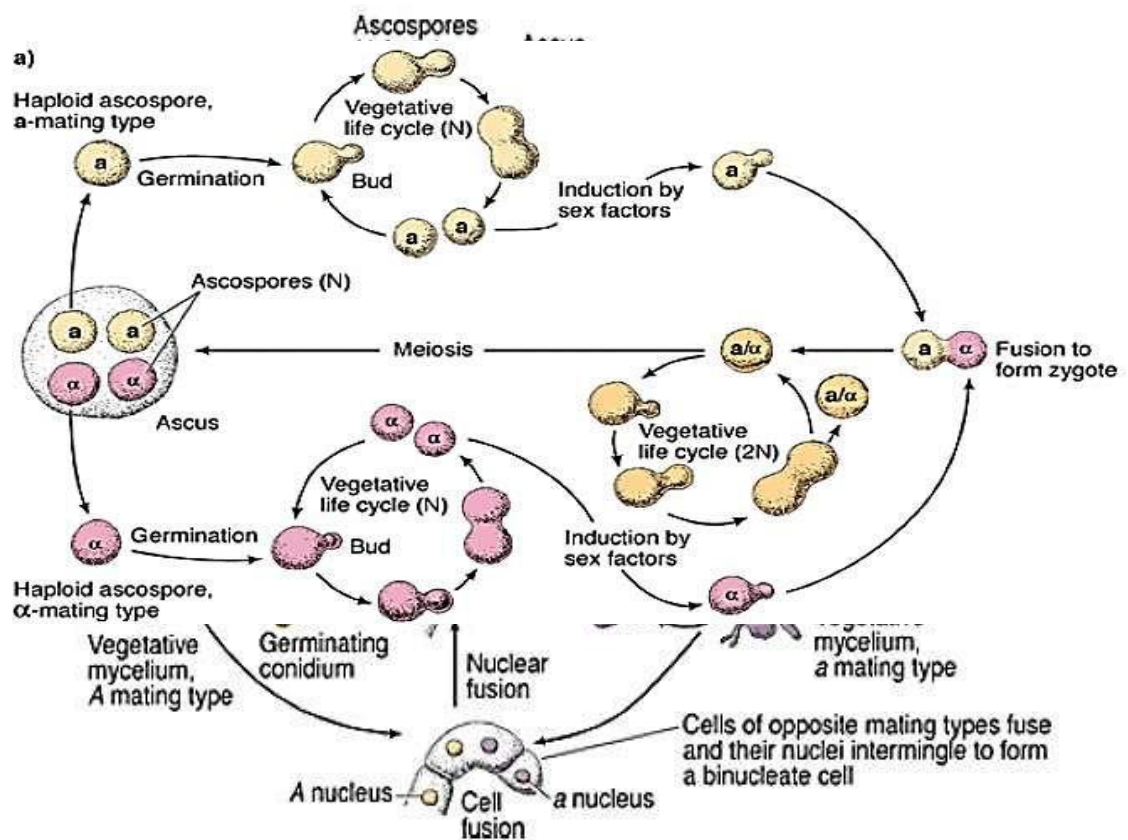 Ascospores
a)
Haploid ascospore,
a-mating type
a
Germination
Vegetative
life cycle (N)
Bud
a
a
Induction by
sex factors
a
Ascospores (N)
a
a
α
α
Ascus
Meiosis
a/α
a
α
Fusion to
form zygote
a/α
Vegetative
life cycle (2N)
α
α
Vegetative
life cycle (N)
Germination
Bud
Induction by
sex factors
α
α
Haploid ascospore,
α-mating type
Vegetative
mycelium,
A mating type
Germinating
conidium
Nuclear
fusion
mycelium,
a mating type
Cells of opposite mating types fuse
and their nuclei intermingle to form
a binucleate cell
A nucleus
Cell
fusion
a nucleus